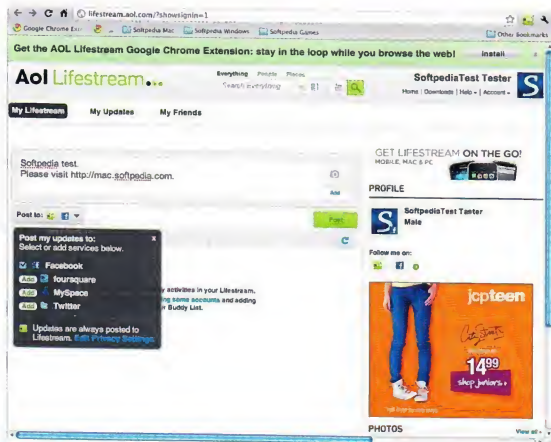 lifestream.aol.com/?showsignin=1
Google Chrome Exte
Softpedia Mac
Softpedia Windows
Softpedia Games
Other Bookmarks
Get the AOL Lifestream Google Chrome Extension: stay in the loop while you browse the web!
Install
x
Aol Lifestream...
Everything People Places
Search Everything
SoftpediaTest Tester
Home | Downloads | Help | Account
S
My Lifestream
My Updates
My Friends
Softpedia test.
Please visit http://mac.softpedia.com.
Add
Post to:
Post
Post my updates to:
x
Select or add services below.
Facebook
Add foursquare
Add MySpace
Add Twitter
Updates are always posted to
Lifestream. Edit Privacy Settings
y activities in your Lifestream.
ing some accounts and adding
r Buddy List.
GET LIFESTREAM ON THE GO!
MOBILE, MAC & PC
PROFILE
S
SoftpediaTest Tester
Male
Follow me on:
jcpteen
City Streets
1499
shop juniors
PHOTOS
View all